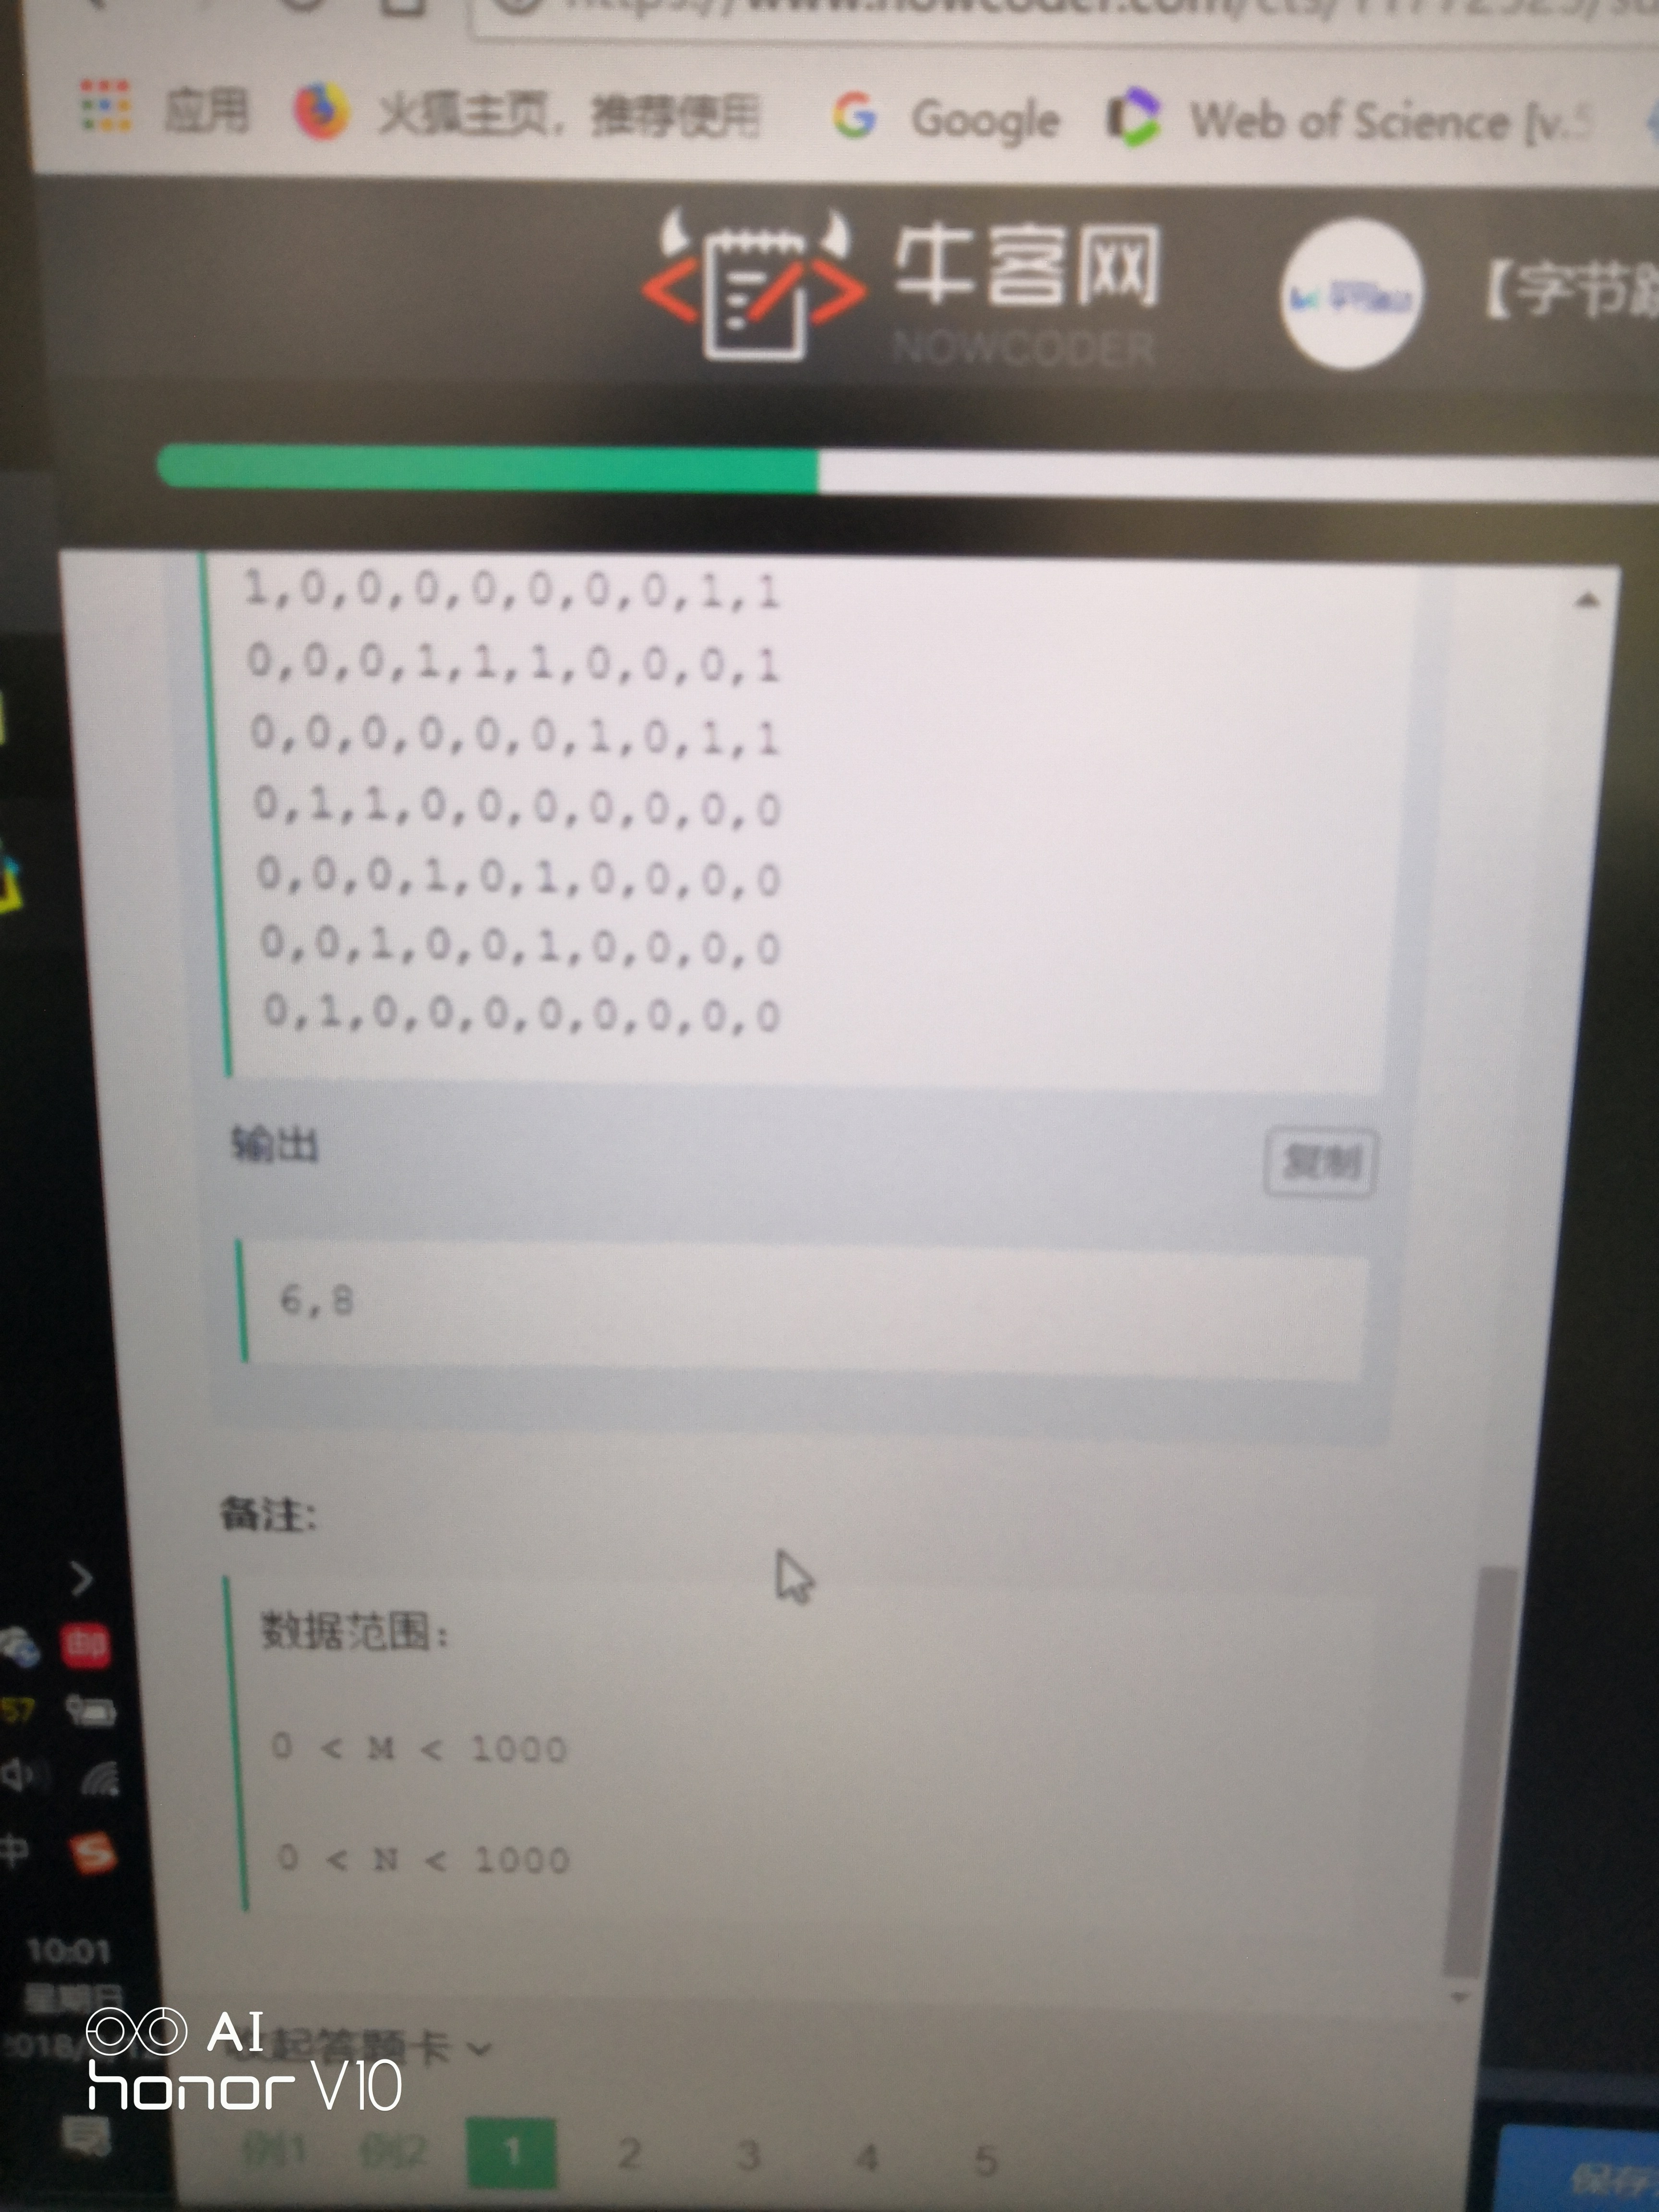 应用 火狐主页，推荐使用 Google Web of Science [v.5
牛客网 【字节
NOWCODER
1,0,0,0,0,0,0,0,1,1
0,0,0,1,1,1,0,0,0,1
0,0,0,0,0,0,1,0,1,1
0,1,1,0,0,0,0,0,0,0
0,0,0,1,0,1,0,0,0,0
0,0,1,0,0,1,0,0,0,0
0,1,0,0,0,0,0,0,0,0
输出 复制
6,8
备注:
数据范围：
0 < M < 1000
0 < N < 1000
邮
57
中
10:01
星期日
AI
收起答题卡
honor V10
例1 例2 1 2 3 4 5
保存